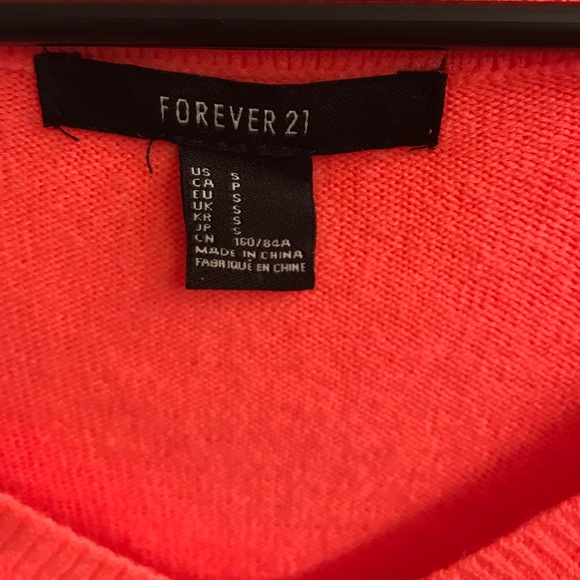 FOREVER 21
US S
CA P
EU S
UK S
KR S
JP S
CN 160/84A
MADE IN CHINA
FABRIQUÉ EN CHINE